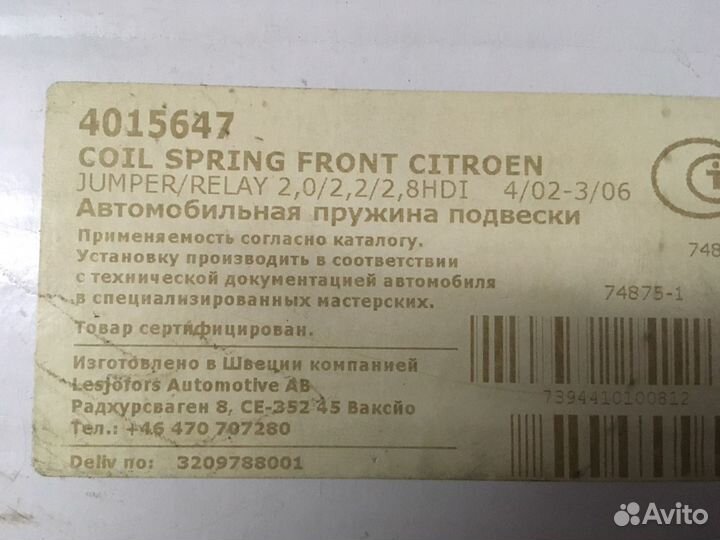 4015647
COIL SPRING FRONT CITROEN
JUMPER/RELAY 2,0/2,2/2,8HDI 4/02-3/06
Автомобильная пружина подвески
Применяемость согласно каталогу.
Установку производить в соответствии
с технической документацией автомобиля
в специализированных мастерских.
Товар сертифицирован.
Изготовлено в Швеции компанией
Lesjöfors Automotive AB
Радхурсваген 8, СЕ-352 45 Ваксйо
Тел.: +46 470 707280
Deliv no: 3209788001
748
74875-1
7394410100812
Avito